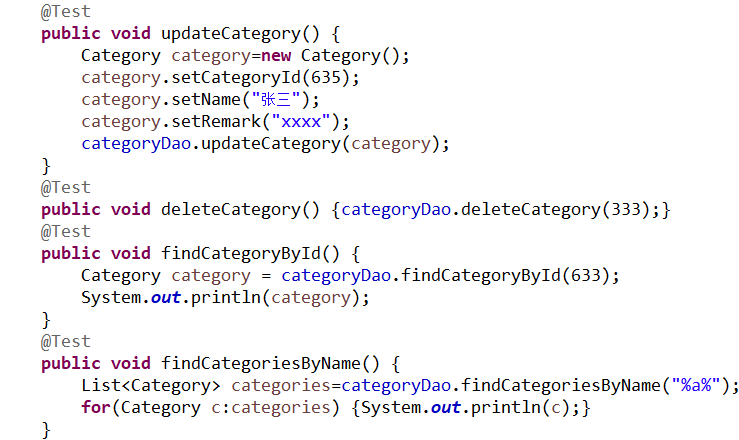 @Test
public void updateCategory() {
    Category category=new Category();
    category.setCategoryId(635);
    category.setName("张三");
    category.setRemark("xxxx");
    categoryDao.updateCategory(category);
}
@Test
public void deleteCategory() {categoryDao.deleteCategory(333);}
@Test
public void findCategoryById() {
    Category category = categoryDao.findCategoryById(633);
    System.out.println(category);
}
@Test
public void findCategoriesByName() {
    List<Category> categories=categoryDao.findCategoriesByName("%a%");
    for(Category c:categories) {System.out.println(c);}
}